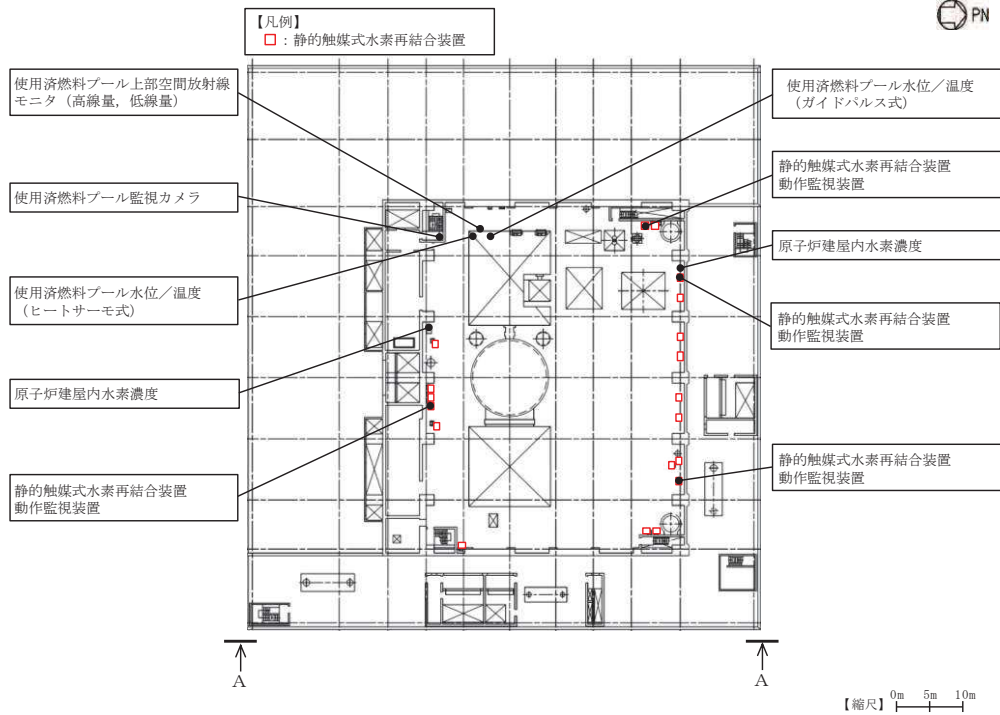 PN
【凡例】
：静的触媒式水素再結合装置
使用済燃料プール上部空間放射線
モニタ（高線量，低線量）
使用済燃料プール監視カメラ
使用済燃料プール水位／温度
（ヒートサーモ式）
原子炉建屋内水素濃度
静的触媒式水素再結合装置
動作監視装置
使用済燃料プール水位／温度
（ガイドパルス式）
静的触媒式水素再結合装置
動作監視装置
原子炉建屋内水素濃度
静的触媒式水素再結合装置
動作監視装置
静的触媒式水素再結合装置
動作監視装置
A
A
【縮尺】 0m 5m 10m